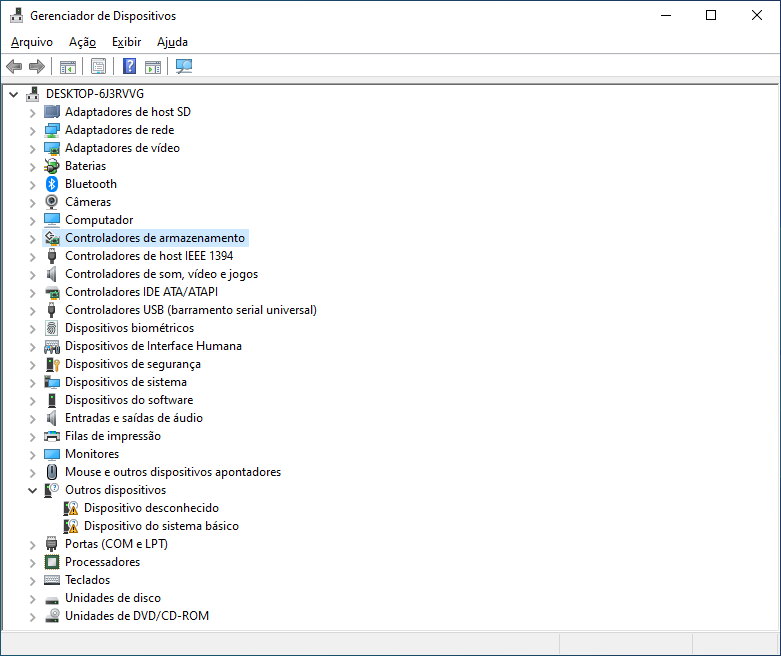 Gerenciador de Dispositivos
Arquivo Ação Exibir Ajuda
DESKTOP-6J3RVVG
Adaptadores de host SD
Adaptadores de rede
Adaptadores de vídeo
Baterias
Bluetooth
Câmeras
Computador
Controladores de armazenamento
Controladores de host IEEE 1394
Controladores de som, vídeo e jogos
Controladores IDE ATA/ATAPI
Controladores USB (barramento serial universal)
Dispositivos biométricos
Dispositivos de Interface Humana
Dispositivos de segurança
Dispositivos de sistema
Dispositivos do software
Entradas e saídas de áudio
Filas de impressão
Monitores
Mouse e outros dispositivos apontadores
Outros dispositivos
Dispositivo desconhecido
Dispositivo do sistema básico
Portas (COM e LPT)
Processadores
Teclados
Unidades de disco
Unidades de DVD/CD-ROM